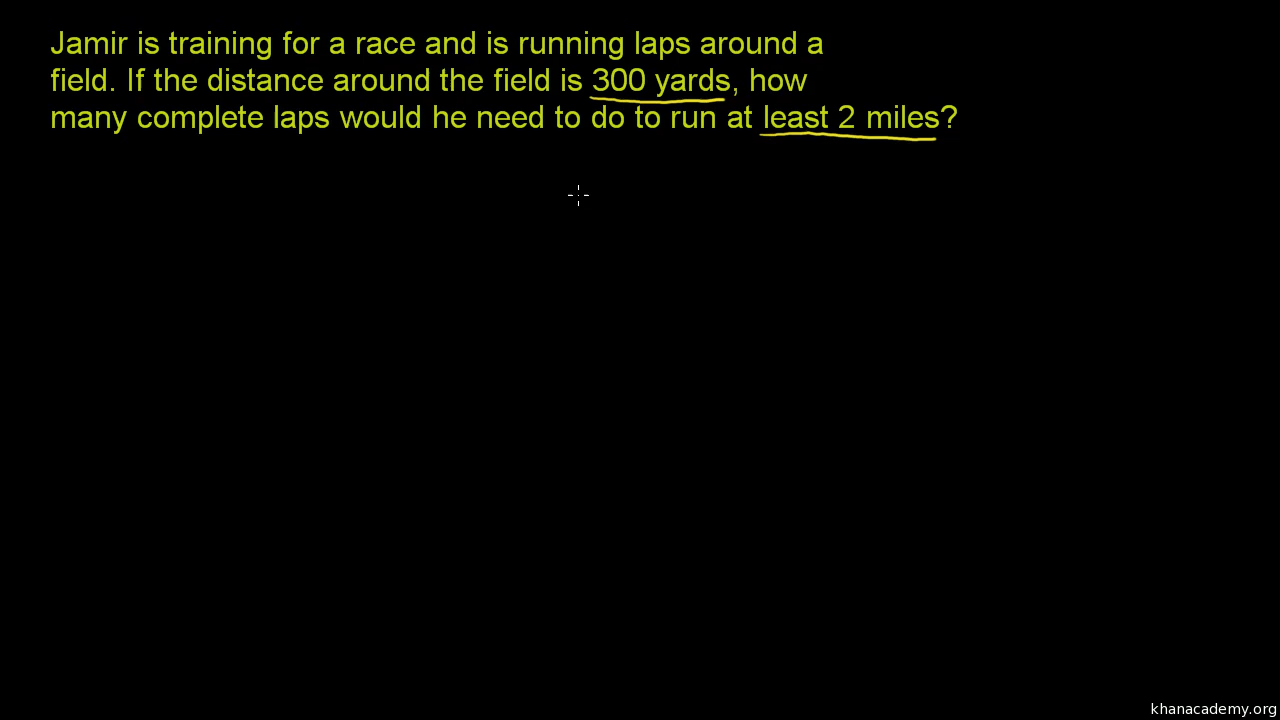 Jamir is training for a race and is running laps around a
field. If the distance around the field is 300 yards, how
many complete laps would he need to do to run at least 2 miles?
khanacademy.org